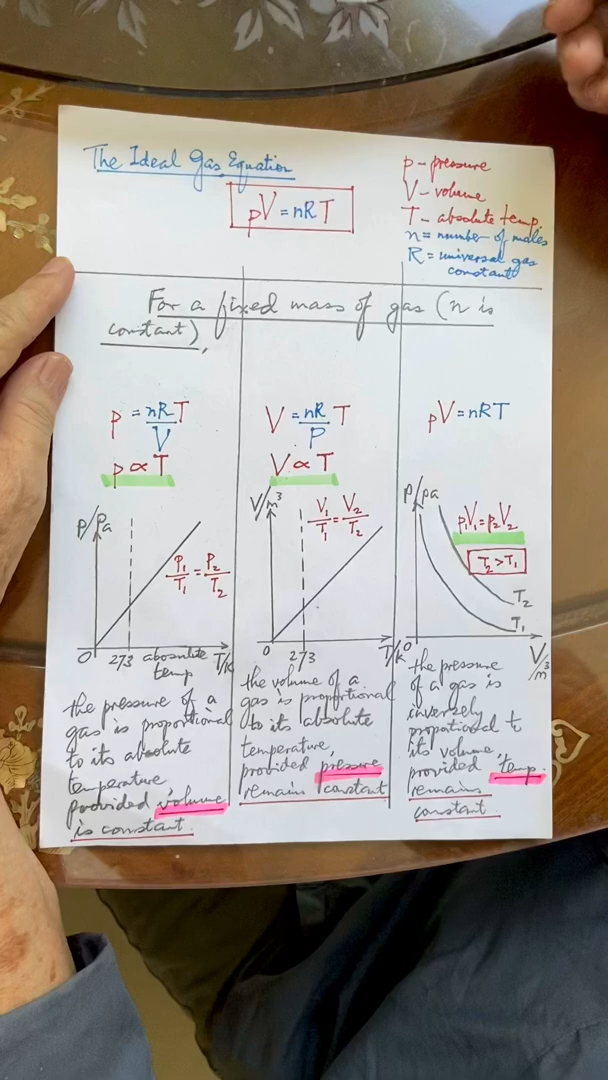 The Ideal Gas Equation
pV = nRT
p - pressure
V - volume
T - absolute temp.
n = number of moles
R = universal gas
constant
For a fixed mass of gas (n is
constant),
p = nR/V T
p ∝ T
P/Pa
P₁/T₁ = P₂/T₂
0
273
absolute
temp
T/K
the pressure of a
gas is proportional
to its absolute
temperature
provided volume
is constant.
V = nR/P T
V ∝ T
V/m³
V₁/T₁ = V₂/T₂
0
273
T/K
the volume of a
gas is proportional
to its absolute
temperature,
provided pressure
remains constant
pV = nRT
P/pa
p₁V₁ = p₂V₂
T₂ > T₁
T₂
T₁
0
V/m³
the pressure
of a gas is
inversely
propotional to
its volume,
provided temp.
remains
constant